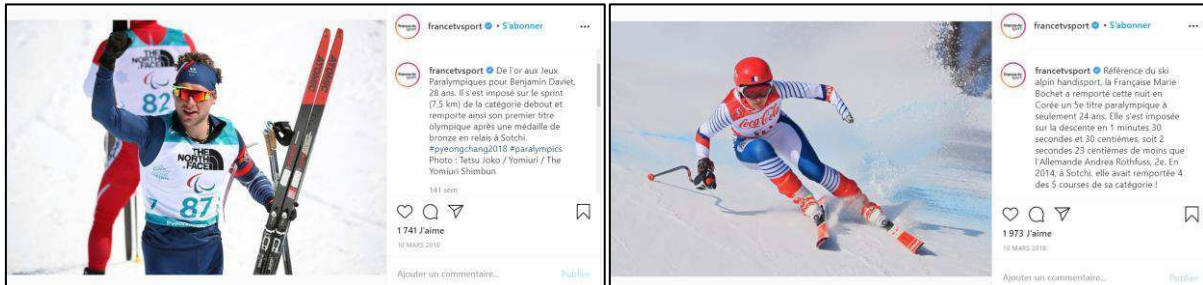 THE NORTH FACE
82
THE NORTH FACE
87
francetvsport • S'abonner
francetvsport De l'or aux Jeux
Paralympiques pour Benjamin Daviet,
28 ans. Il s'est imposé sur le sprint
(7,5 km) de la catégorie debout et
remporte ainsi son premier titre
olympique après une médaille de
bronze en relais à Sotchi.
#pyeongchang2018 #paralympics
Photo : Tetsu Joko / Yomiuri / The
Yomiuri Shimbun
141 sem
1 741 J'aime
10 MARS 2018
Ajouter un commentaire...
Publier
Coca-Cola
francetvsport • S'abonner
francetvsport Référence du ski
alpin handisport, la Française Marie
Bochet a remporté cette nuit en
Corée un 5e titre paralympique à
seulement 24 ans. Elle s'est imposée
sur la descente en 1 minutes 30
secondes et 30 centièmes, soit 2
secondes 23 centièmes de moins que
l'Allemande Andrea Rothfuss, 2e. En
2014, à Sotchi, elle avait remportée 4
des 5 courses de sa catégorie !
1 973 J'aime
10 MARS 2018
Ajouter un commentaire...
Publier